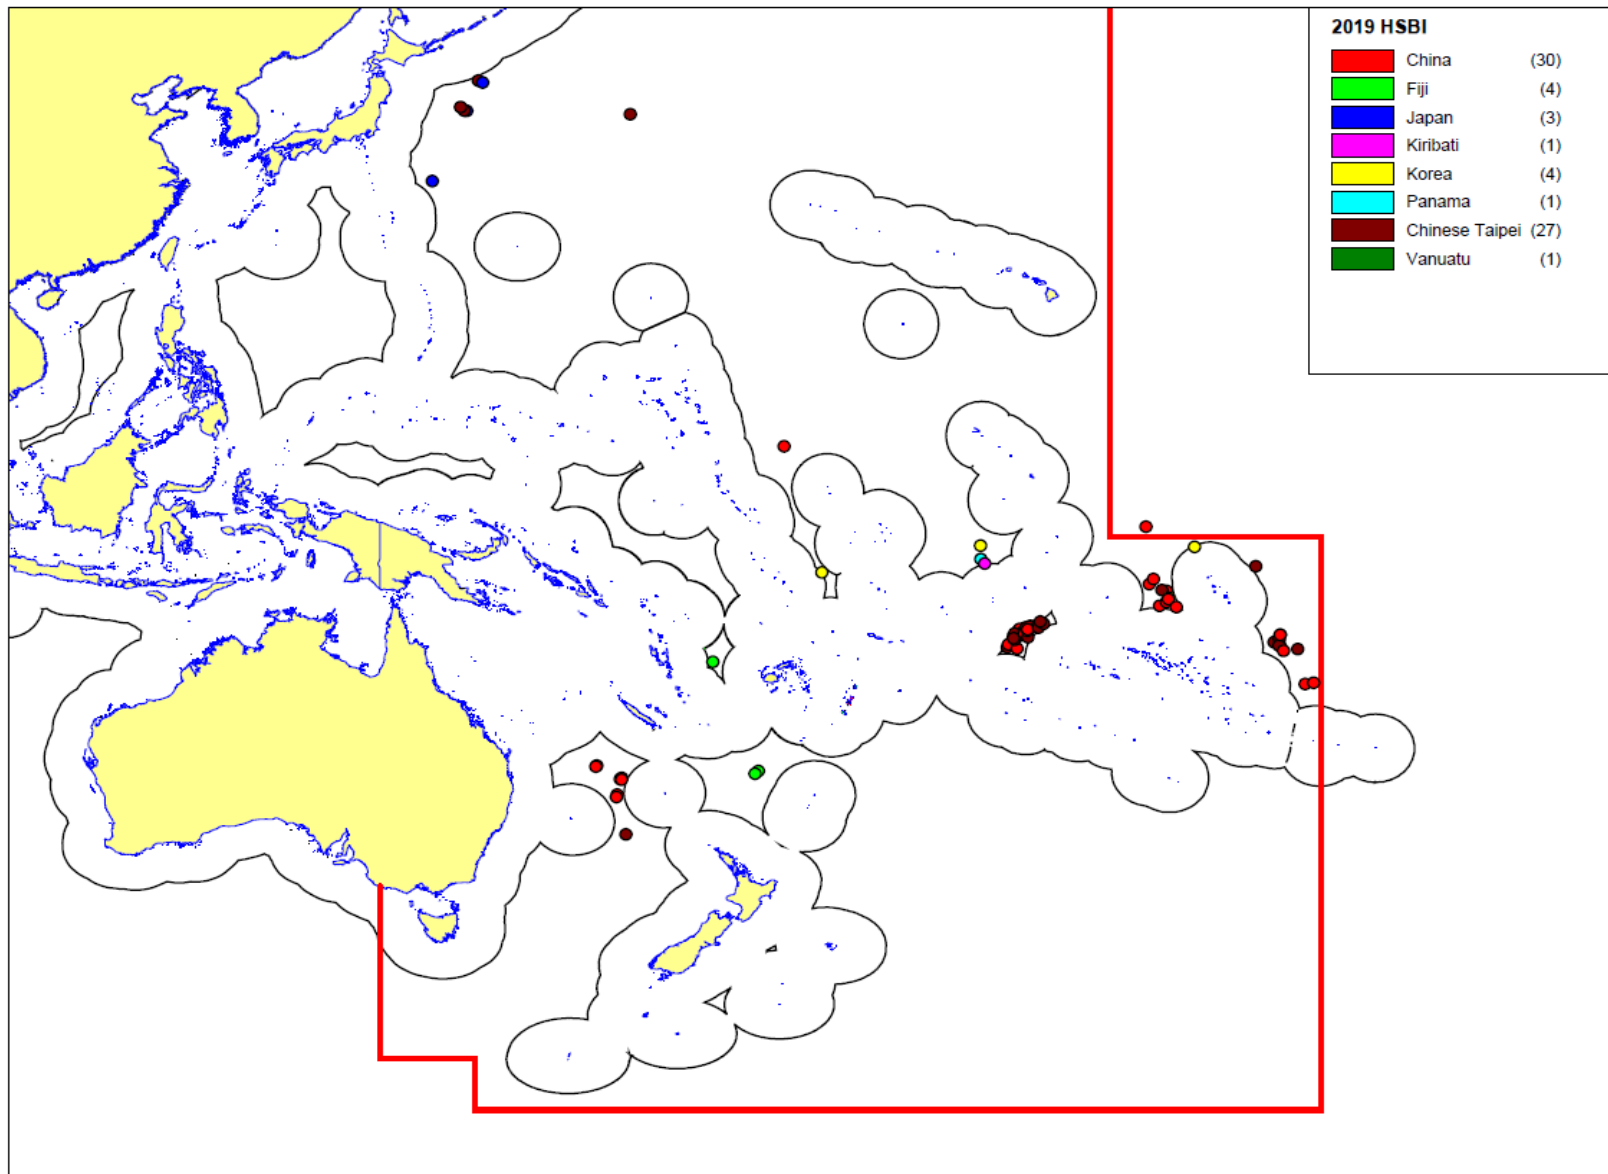 2019 HSBI
China (30)
Fiji (4)
Japan (3)
Kiribati (1)
Korea (4)
Panama (1)
Chinese Taipei (27)
Vanuatu (1)